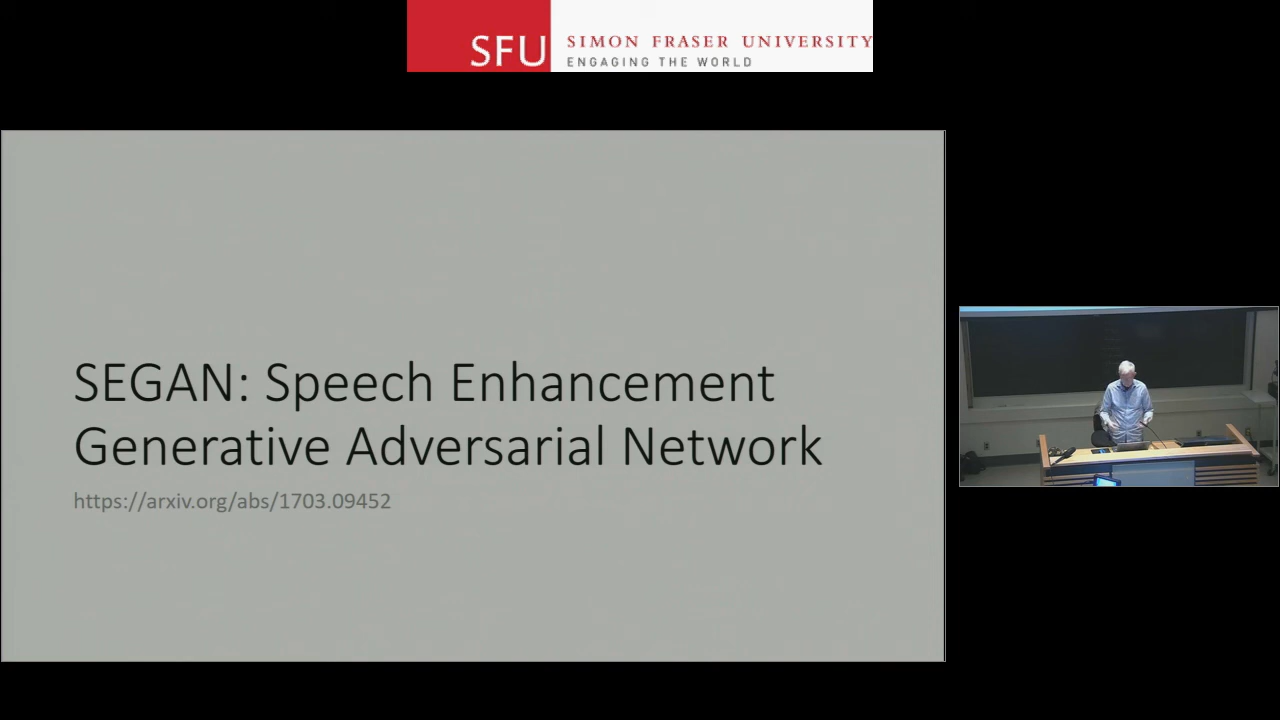 SFU SIMON FRASER UNIVERSITY
ENGAGING THE WORLD
SEGAN: Speech Enhancement
Generative Adversarial Network
https://arxiv.org/abs/1703.09452